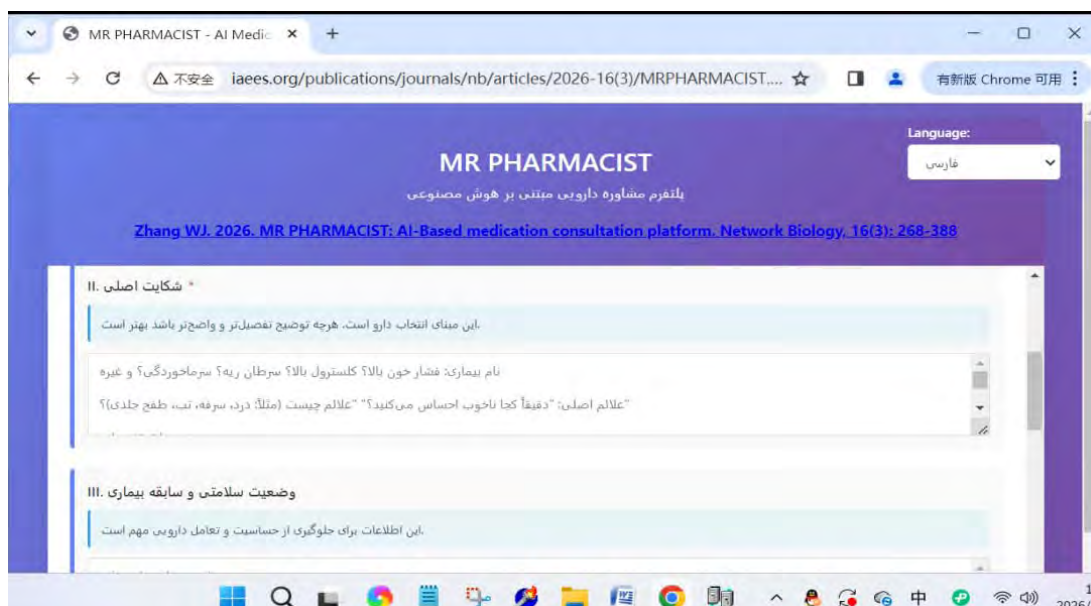 MR PHARMACIST - AI Medic
不安全 iaees.org/publications/journals/nb/articles/2026-16(3)/MRPHARMACIST....
有新版 Chrome 可用
Language:
فارسی
MR PHARMACIST
پلتفرم مشاوره دارویی مبتنی بر هوش مصنوعی
Zhang WJ. 2026. MR PHARMACIST: AI-Based medication consultation platform. Network Biology, 16(3): 268-388
II. شکایت اصلی *
این مبنای انتخاب دارو است. هرچه توضیح تفصیل‌تر و واضح‌تر باشد بهتر است.
نام بیماری: فشار خون بالا؟ کلسترول بالا؟ سرطان ریه؟ سرماخوردگی؟ و غیره
علائم اصلی: "دقیقاً کجا ناخوب احساس می‌کنید؟" "علائم چیست (مثلاً: درد، سرفه، تب، طفح جلدی)؟"
III. وضعیت سلامتی و سابقه بیماری
این اطلاعات برای جلوگیری از حساسیت و تعامل دارویی مهم است.
中